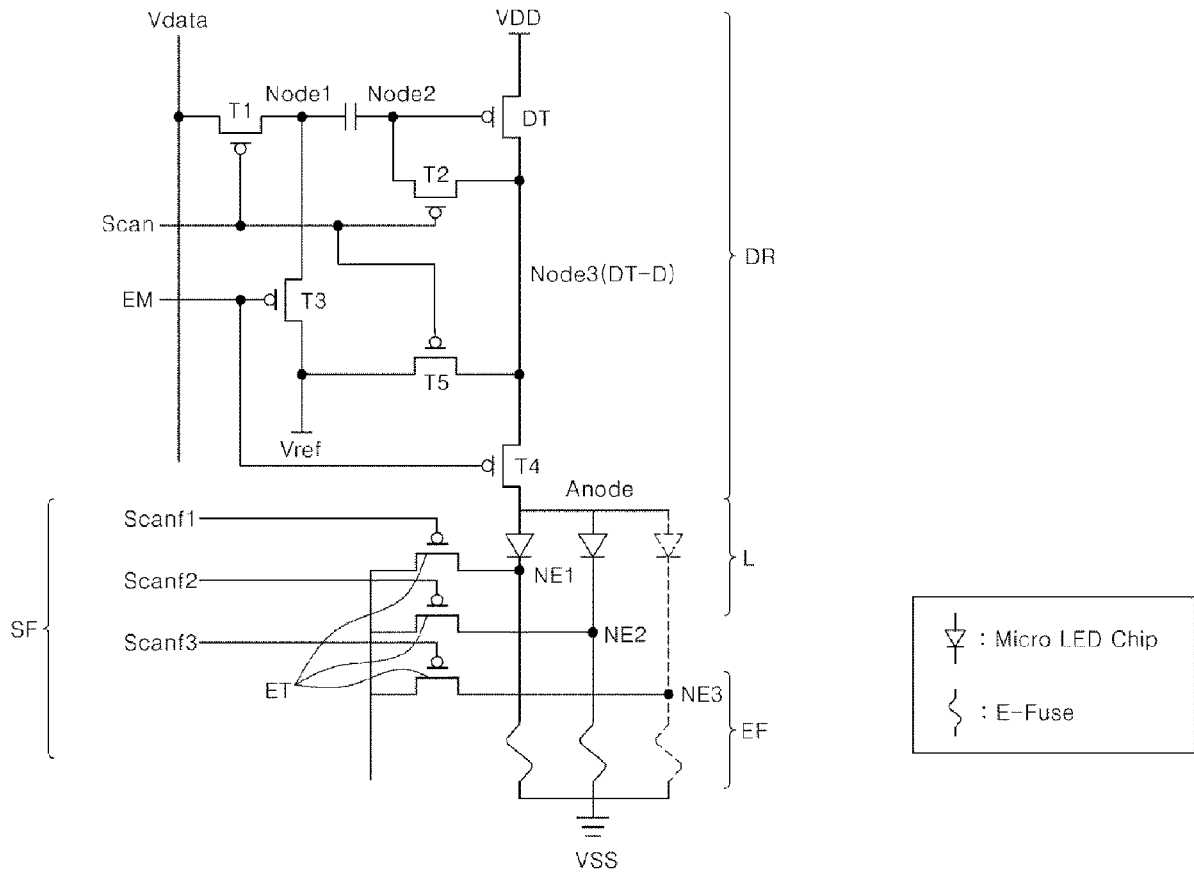 Vdata
VDD
Node1
Node2
T1
DT
T2
Scan
DR
Node3(DT-D)
EM
T3
T5
Vref
T4
Anode
Scanf1
NE1
L
Scanf2
SF
NE2
Scanf3
: Micro LED Chip
ET
NE3
EF
: E-Fuse
VSS